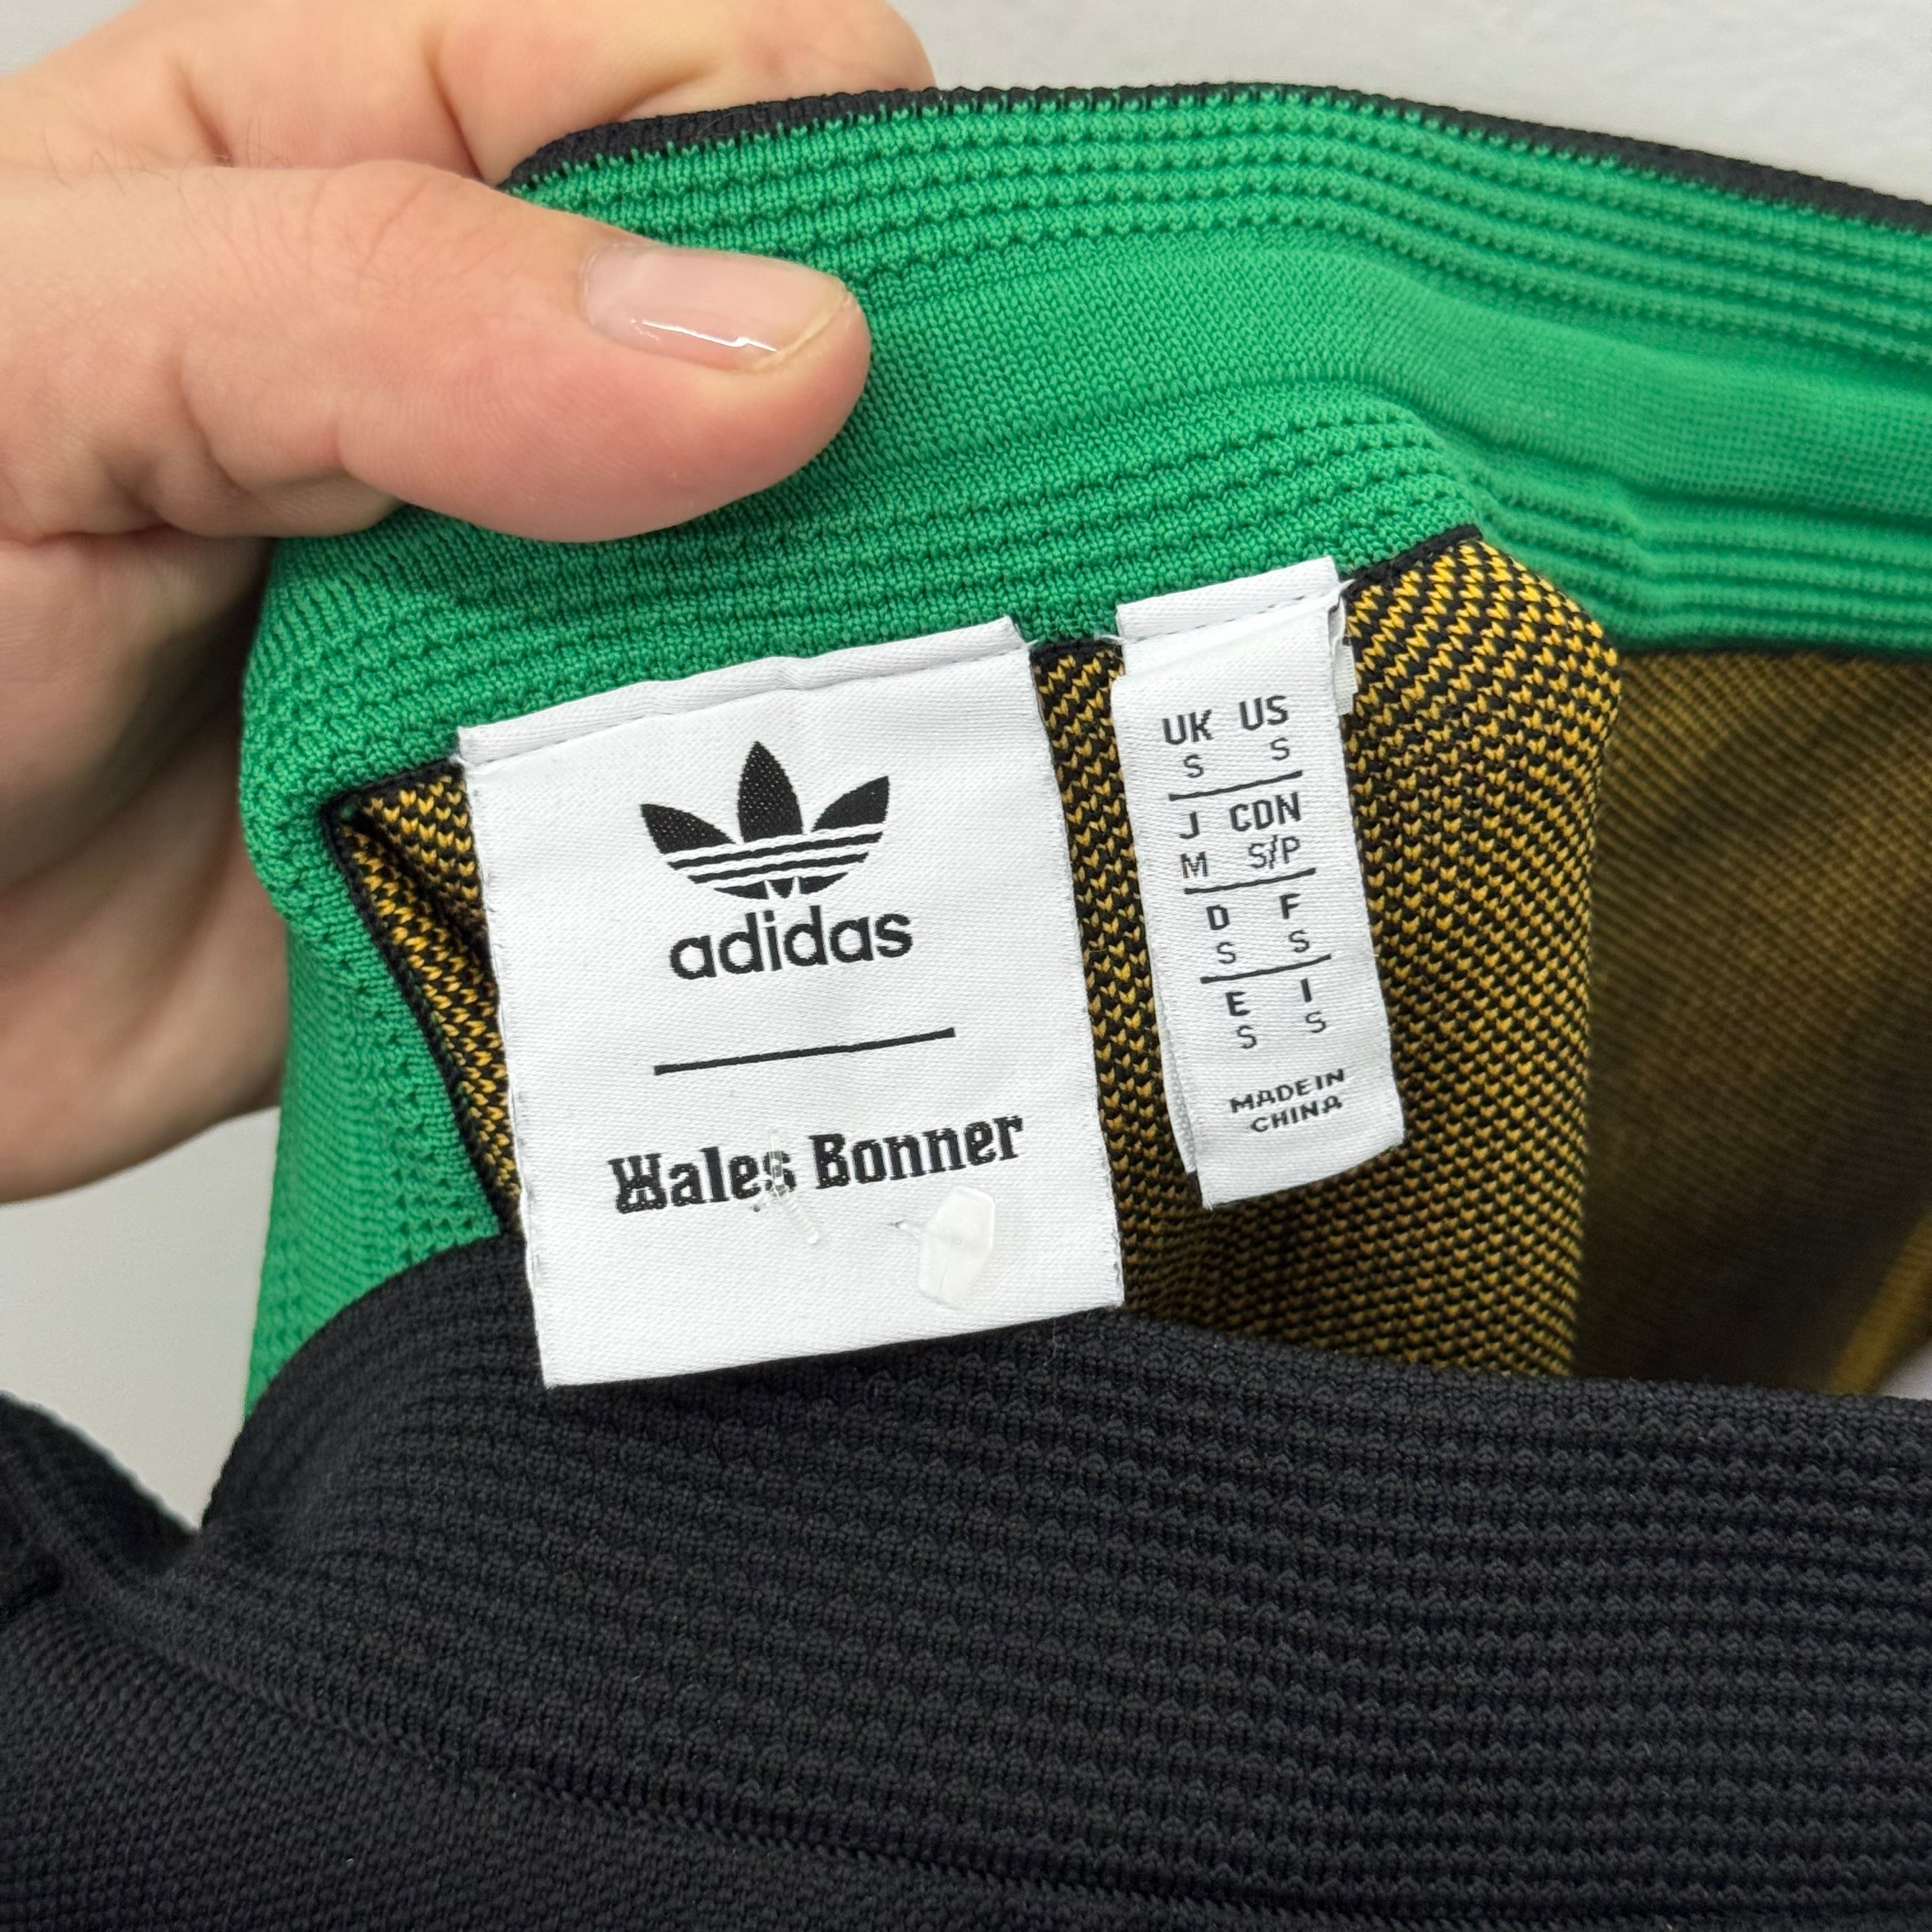 adidas
Wales Bonner
UK US
S S
J CDN
M S/P
D F
S S
E I
S S
MADE IN
CHINA